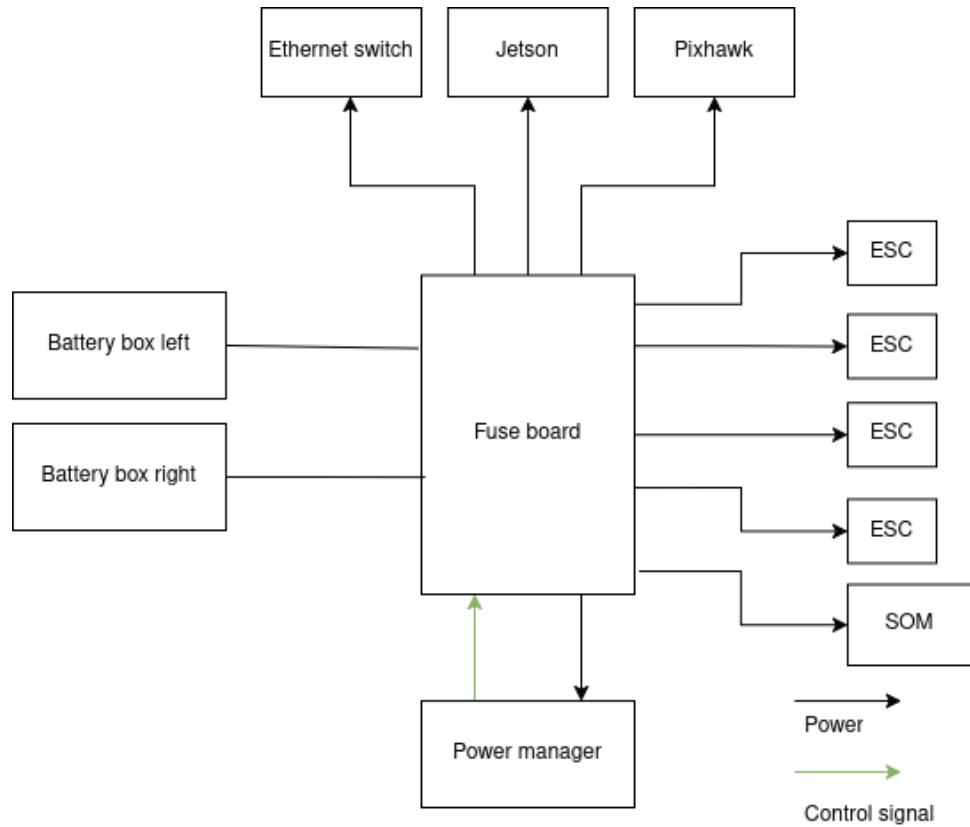 Ethernet switch
Jetson
Pixhawk
ESC
Battery box left
ESC
Fuse board
ESC
Battery box right
ESC
SOM
Power manager
Power
Control signal